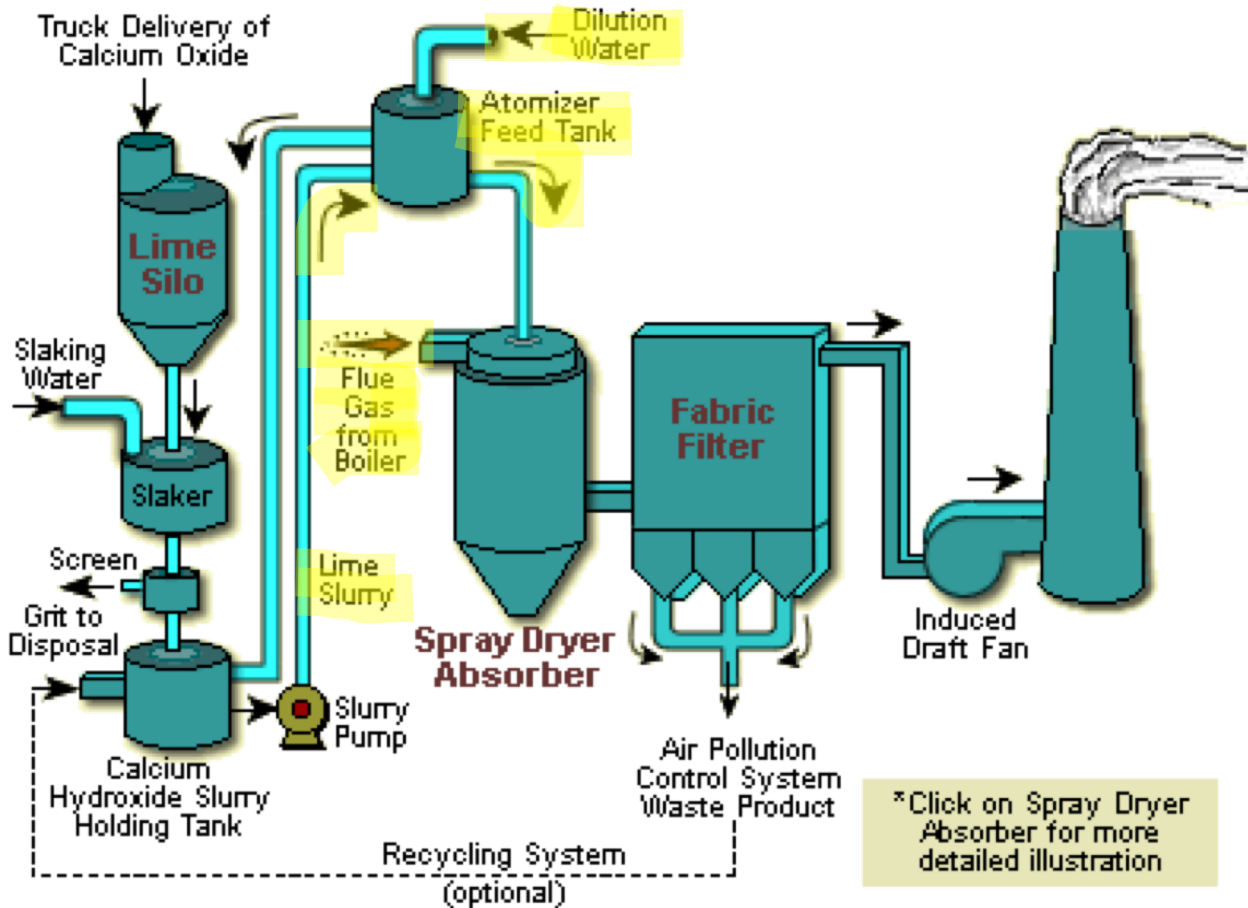 Truck Delivery of
Calcium Oxide
Dilution
Water
Atomizer
Feed Tank
Lime
Silo
Slaking
Water
Flue
Gas
from
Boiler
Fabric
Filter
Slaker
Screen
Lime
Slurry
Grit to
Disposal
Spray Dryer
Absorber
Induced
Draft Fan
Slurry
Pump
Calcium
Hydroxide Slurry
Holding Tank
Air Pollution
Control System
Waste Product
*Click on Spray Dryer
Absorber for more
detailed illustration
Recycling System
(optional)